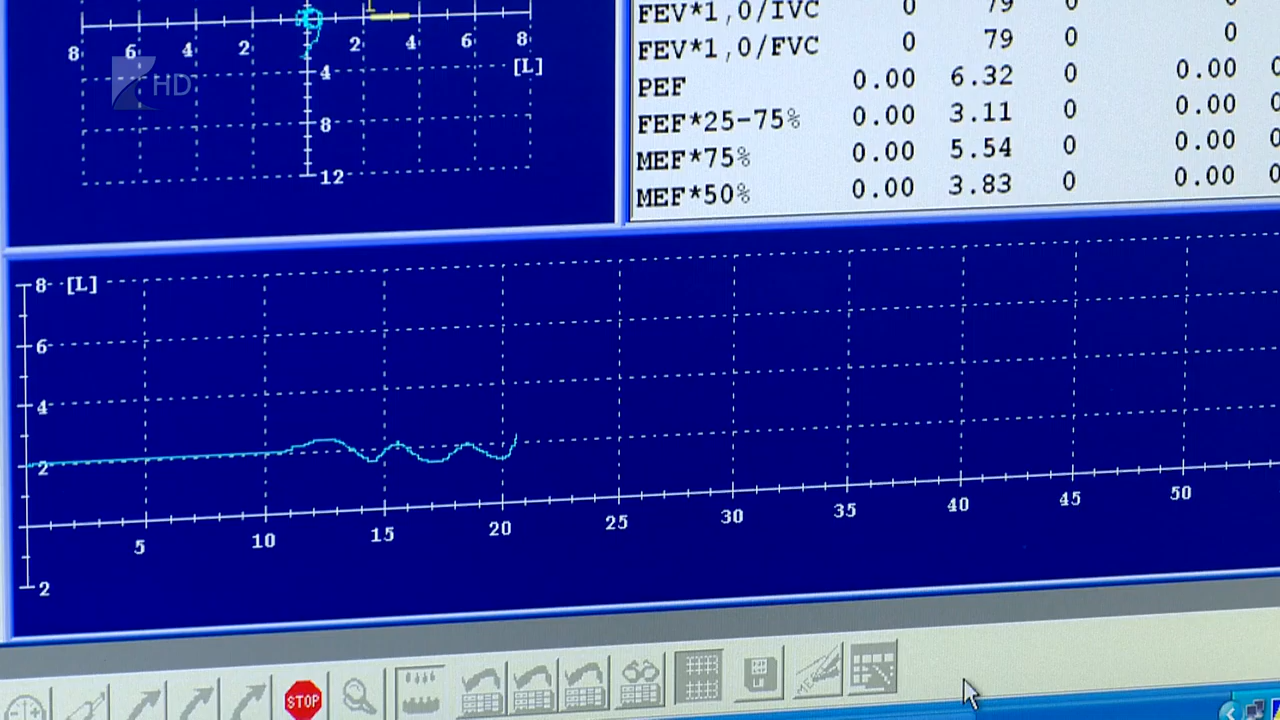 FEV*1,0/IVC 0 79 0
8 6 4 2 2 4 6 8
FEV*1,0/FVC 0 79 0 0
[L]
4
HD
PEF 0.00 6.32 0 0.00
8
FEF*25-75% 0.00 3.11 0 0.00
MEF*75% 0.00 5.54 0 0.00
12
MEF*50% 0.00 3.83 0 0.00
8 [L]
6
4
2
5 10 15 20 25 30 35 40 45 50
2
STOP